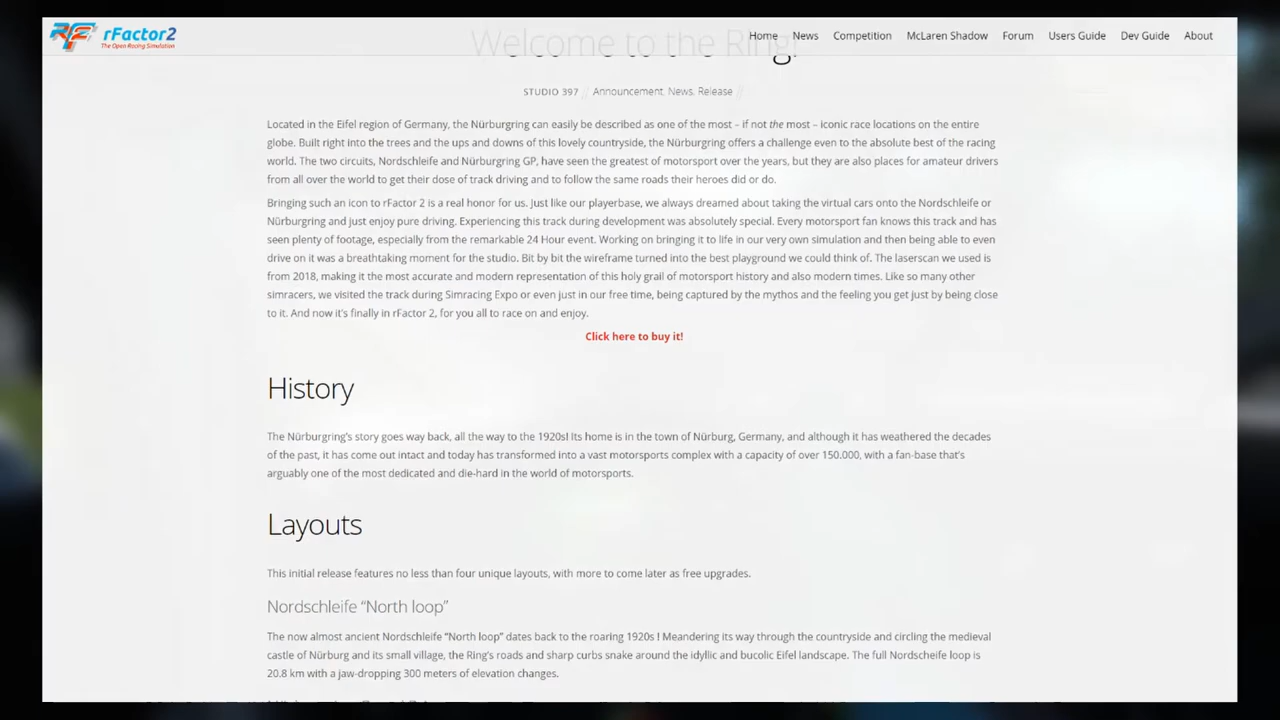 rFactor2
The Open Racing Simulation
Home News Competition McLaren Shadow Forum Users Guide Dev Guide About
Welcome to the Ring!
STUDIO 397 // Announcement, News, Release //
Located in the Eifel region of Germany, the Nürburgring can easily be described as one of the most – if not the most – iconic race locations on the entire
globe. Built right into the trees and the ups and downs of this lovely countryside, the Nürburgring offers a challenge even to the absolute best of the racing
world. The two circuits, Nordschleife and Nürburgring GP, have seen the greatest of motorsport over the years, but they are also places for amateur drivers
from all over the world to get their dose of track driving and to follow the same roads their heroes did or do.
Bringing such an icon to rFactor 2 is a real honor for us. Just like our playerbase, we always dreamed about taking the virtual cars onto the Nordschleife or
Nürburgring and just enjoy pure driving. Experiencing this track during development was absolutely special. Every motorsport fan knows this track and has
seen plenty of footage, especially from the remarkable 24 Hour event. Working on bringing it to life in our very own simulation and then being able to even
drive on it was a breathtaking moment for the studio. Bit by bit the wireframe turned into the best playground we could think of. The laserscan we used is
from 2018, making it the most accurate and modern representation of this holy grail of motorsport history and also modern times. Like so many other
simracers, we visited the track during Simracing Expo or even just in our free time, being captured by the mythos and the feeling you get just by being close
to it. And now it's finally in rFactor 2, for you all to race on and enjoy.
Click here to buy it!
History
The Nürburgring's story goes way back, all the way to the 1920s! Its home is in the town of Nürburg, Germany, and although it has weathered the decades
of the past, it has come out intact and today has transformed into a vast motorsports complex with a capacity of over 150.000, with a fan-base that's
arguably one of the most dedicated and die-hard in the world of motorsports.
Layouts
This initial release features no less than four unique layouts, with more to come later as free upgrades.
Nordschleife “North loop”
The now almost ancient Nordschleife “North loop” dates back to the roaring 1920s ! Meandering its way through the countryside and circling the medieval
castle of Nürburg and its small village, the Ring's roads and sharp curbs snake around the idyllic and bucolic Eifel landscape. The full Nordscheife loop is
20.8 km with a jaw-dropping 300 meters of elevation changes.